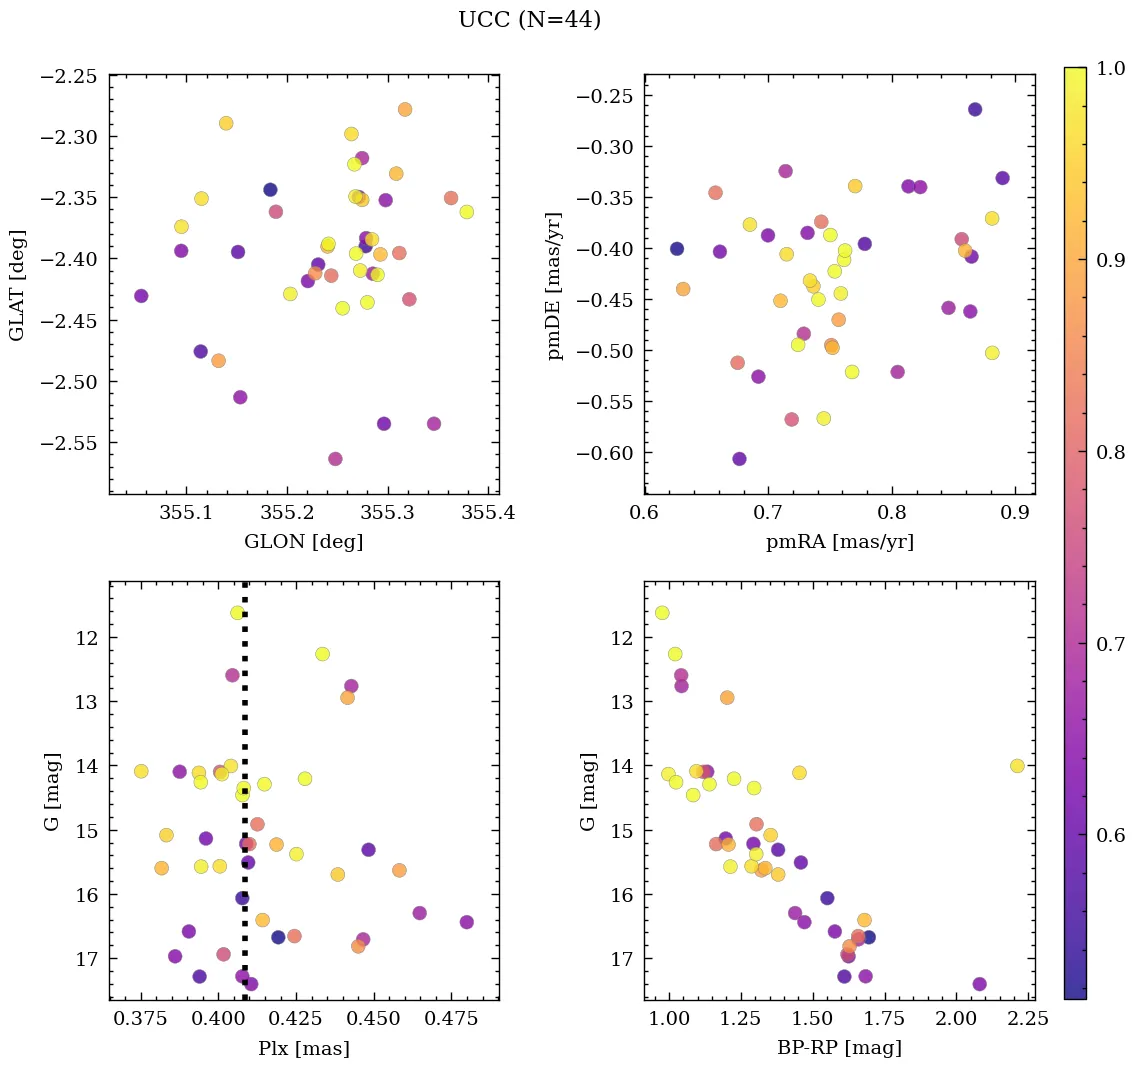 UCC (N=44)
−2.25
−2.30
−2.35
−2.40
−2.45
−2.50
−2.55
GLAT [deg]
355.1 355.2 355.3 355.4
GLON [deg]
−0.25
−0.30
−0.35
−0.40
−0.45
−0.50
−0.55
−0.60
pmDE [mas/yr]
0.6 0.7 0.8 0.9
pmRA [mas/yr]
12
13
14
15
16
17
G [mag]
0.375 0.400 0.425 0.450 0.475
Plx [mas]
12
13
14
15
16
17
G [mag]
1.00 1.25 1.50 1.75 2.00 2.25
BP-RP [mag]
1.0
0.9
0.8
0.7
0.6